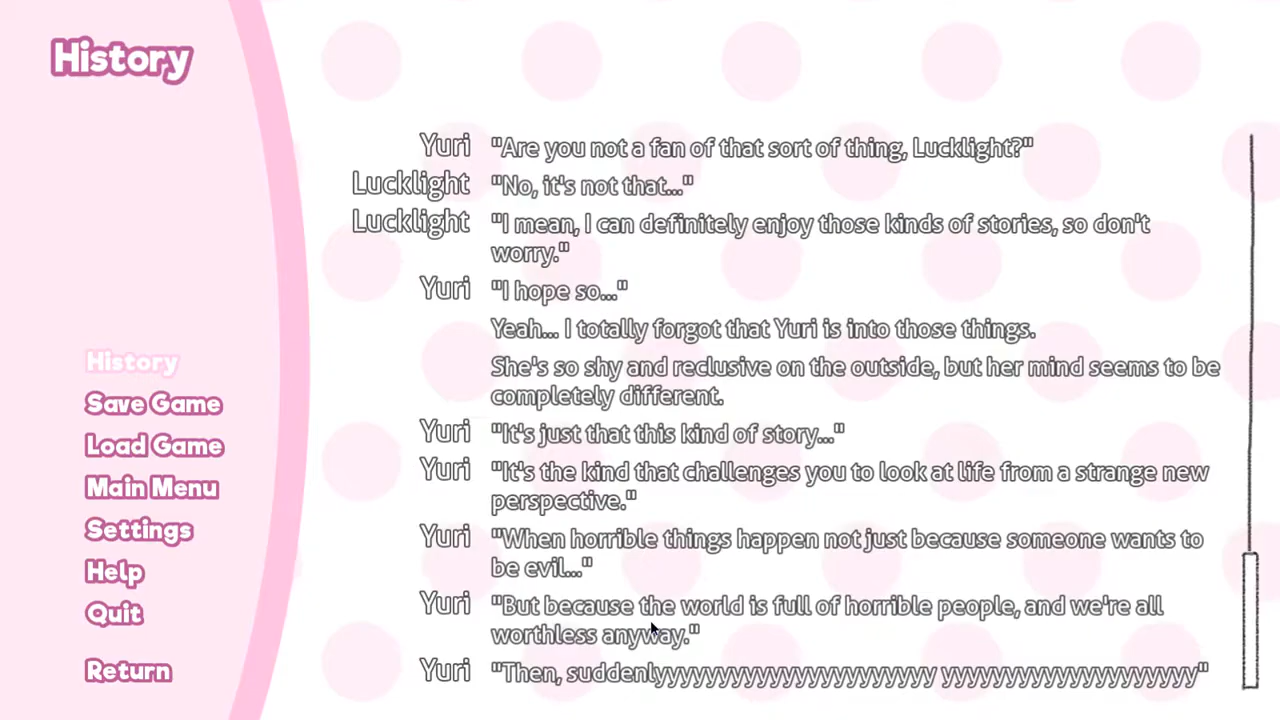 History
Yuri "Are you not a fan of that sort of thing, Lucklight?"
Lucklight "No, it's not that..."
Lucklight "I mean, I can definitely enjoy those kinds of stories, so don't
worry."
Yuri "I hope so..."
Yeah... I totally forgot that Yuri is into those things.
She's so shy and reclusive on the outside, but her mind seems to be
completely different.
Yuri "It's just that this kind of story..."
Yuri "It's the kind that challenges you to look at life from a strange new
perspective."
Yuri "When horrible things happen not just because someone wants to
be evil..."
Yuri "But because the world is full of horrible people, and we're all
worthless anyway."
Yuri "Then, suddenlyyyyyyyyyyyyyyyyyyyyyyy yyyyyyyyyyyyyyyyyyyyy"
History
Save Game
Load Game
Main Menu
Settings
Help
Quit
Return